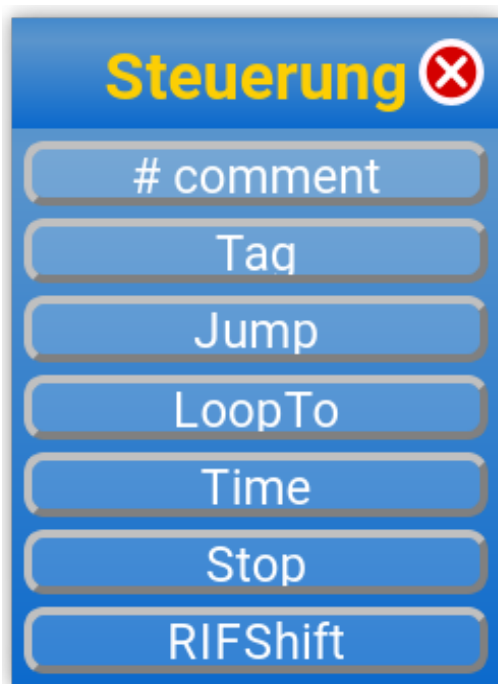 Steuerung
# comment
Tag
Jump
LoopTo
Time
Stop
RIFShift